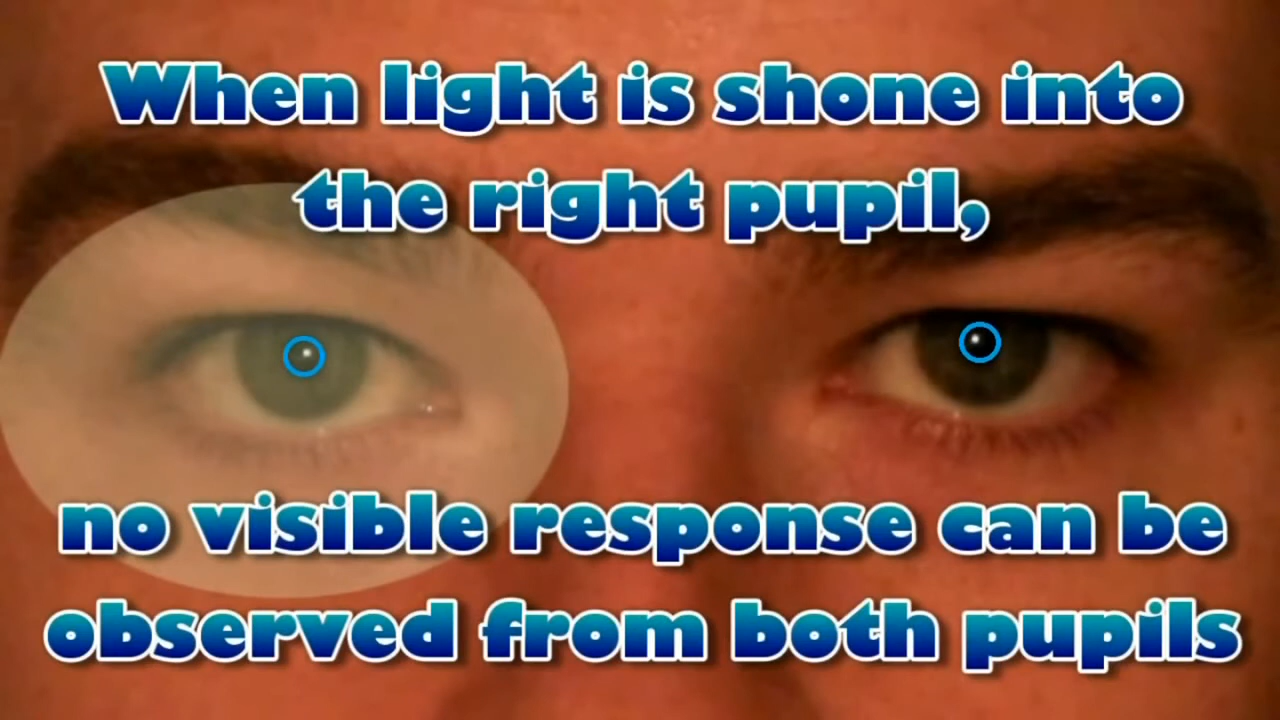 When light is shone into
the right pupil,
no visible response can be
observed from both pupils